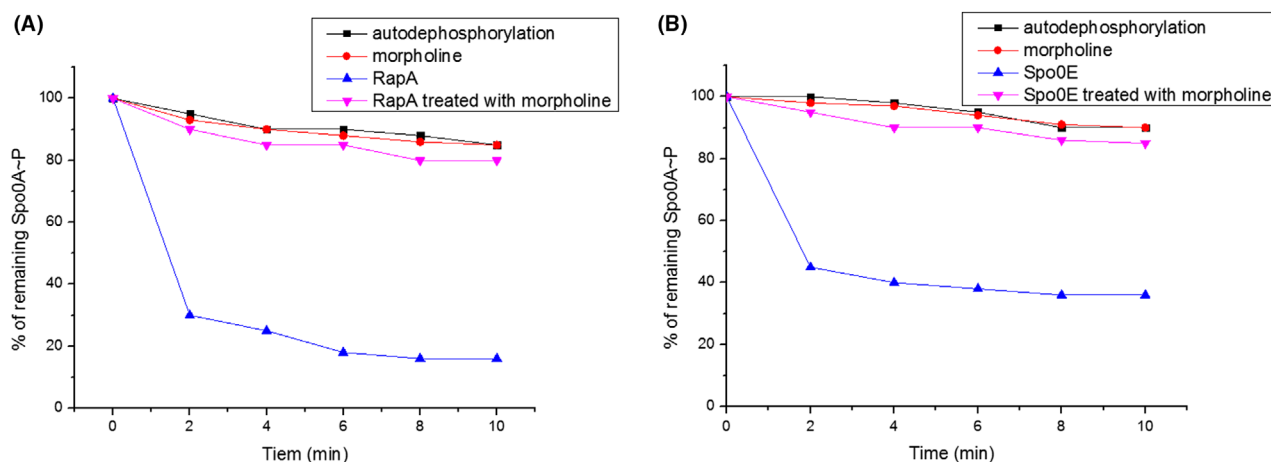 (A)
autodephosphorylation
morpholine
RapA
RapA treated with morpholine
% of remaining Spo0A~P
100
80
60
40
20
0
0 2 4 6 8 10
Tiem (min)
(B)
autodephosphorylation
morpholine
Spo0E
Spo0E treated with morpholine
% of remaining Spo0A~P
100
80
60
40
20
0
0 2 4 6 8 10
Time (min)